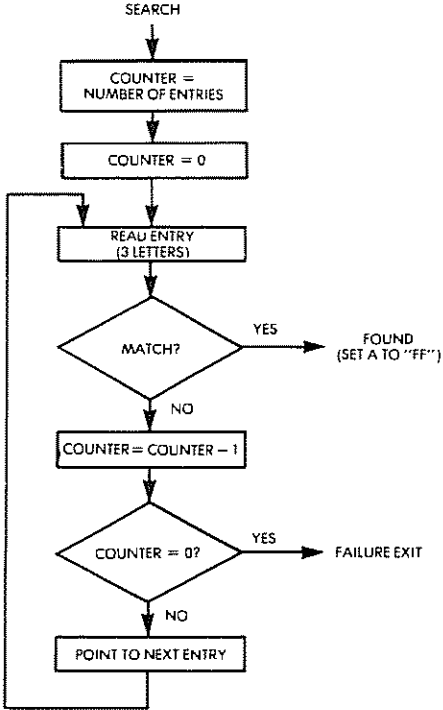 SEARCH
COUNTER =
NUMBER OF ENTRIES
COUNTER = 0
READ ENTRY
(3 LETTERS)
MATCH?
YES
FOUND
(SET A TO "FF")
NO
COUNTER = COUNTER – 1
COUNTER = 0?
YES
FAILURE EXIT
NO
POINT TO NEXT ENTRY